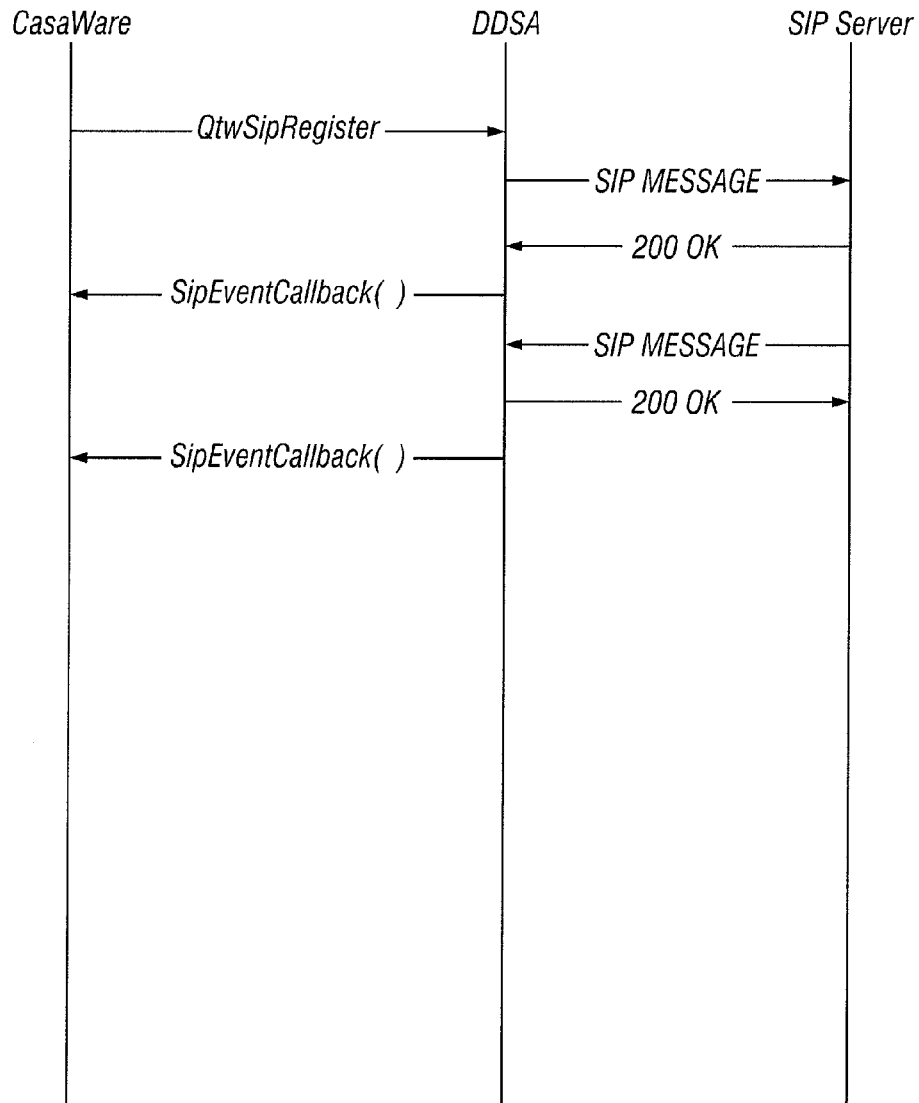 CasaWare DDSA SIP Server
QtwSipRegister
SIP MESSAGE
200 OK
SipEventCallback( )
SIP MESSAGE
200 OK
SipEventCallback( )